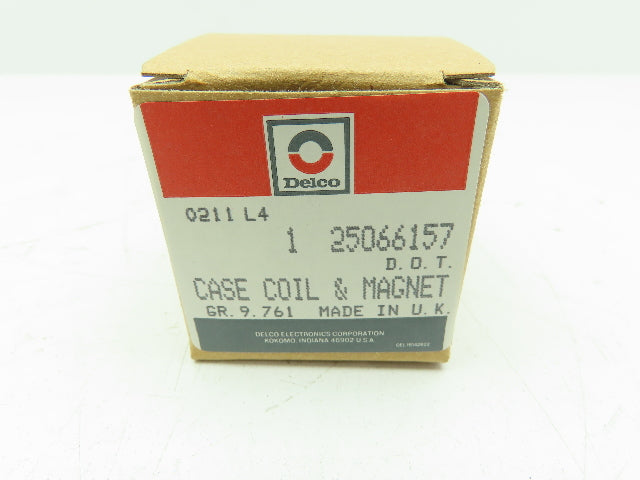 Delco
0211 L4
1 25066157
D.O.T.
CASE COIL & MAGNET
GR.9.761 MADE IN U.K.
DELCO ELECTRONICS CORPORATION
KOKOMO, INDIANA 46902 U.S.A.